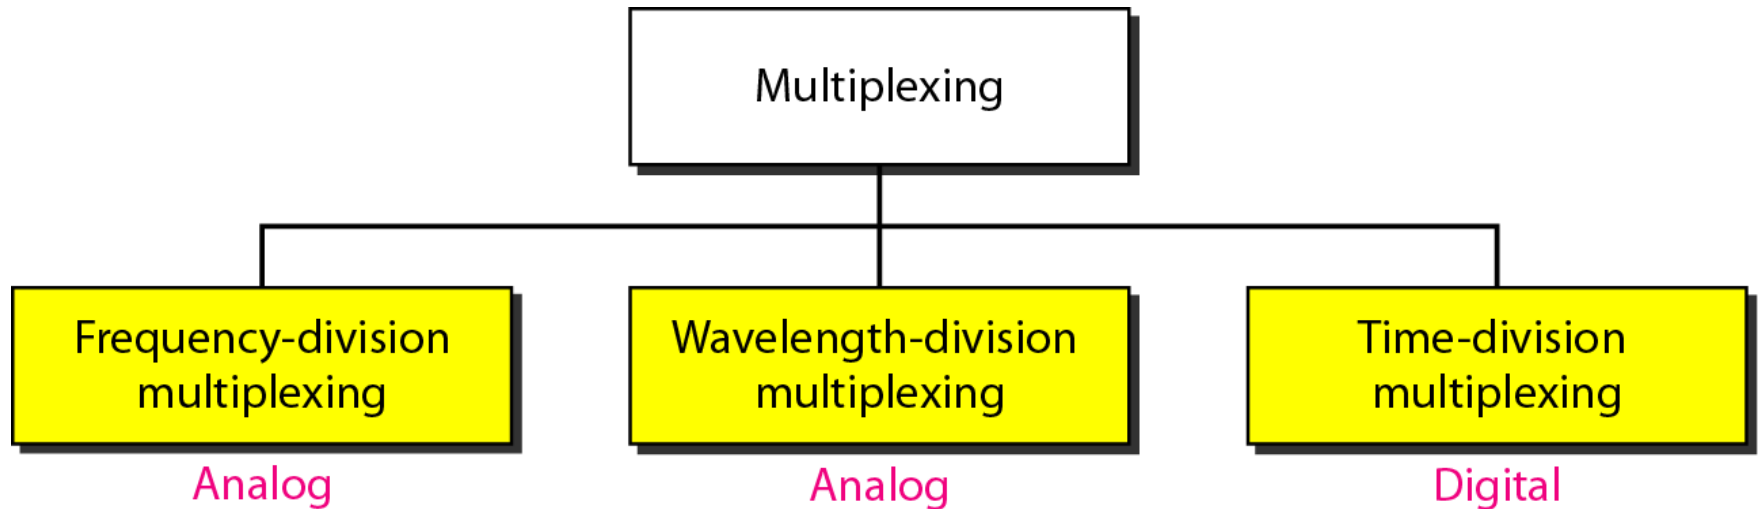 Multiplexing
Frequency-division
multiplexing
Wavelength-division
multiplexing
Time-division
multiplexing
Analog
Analog
Digital